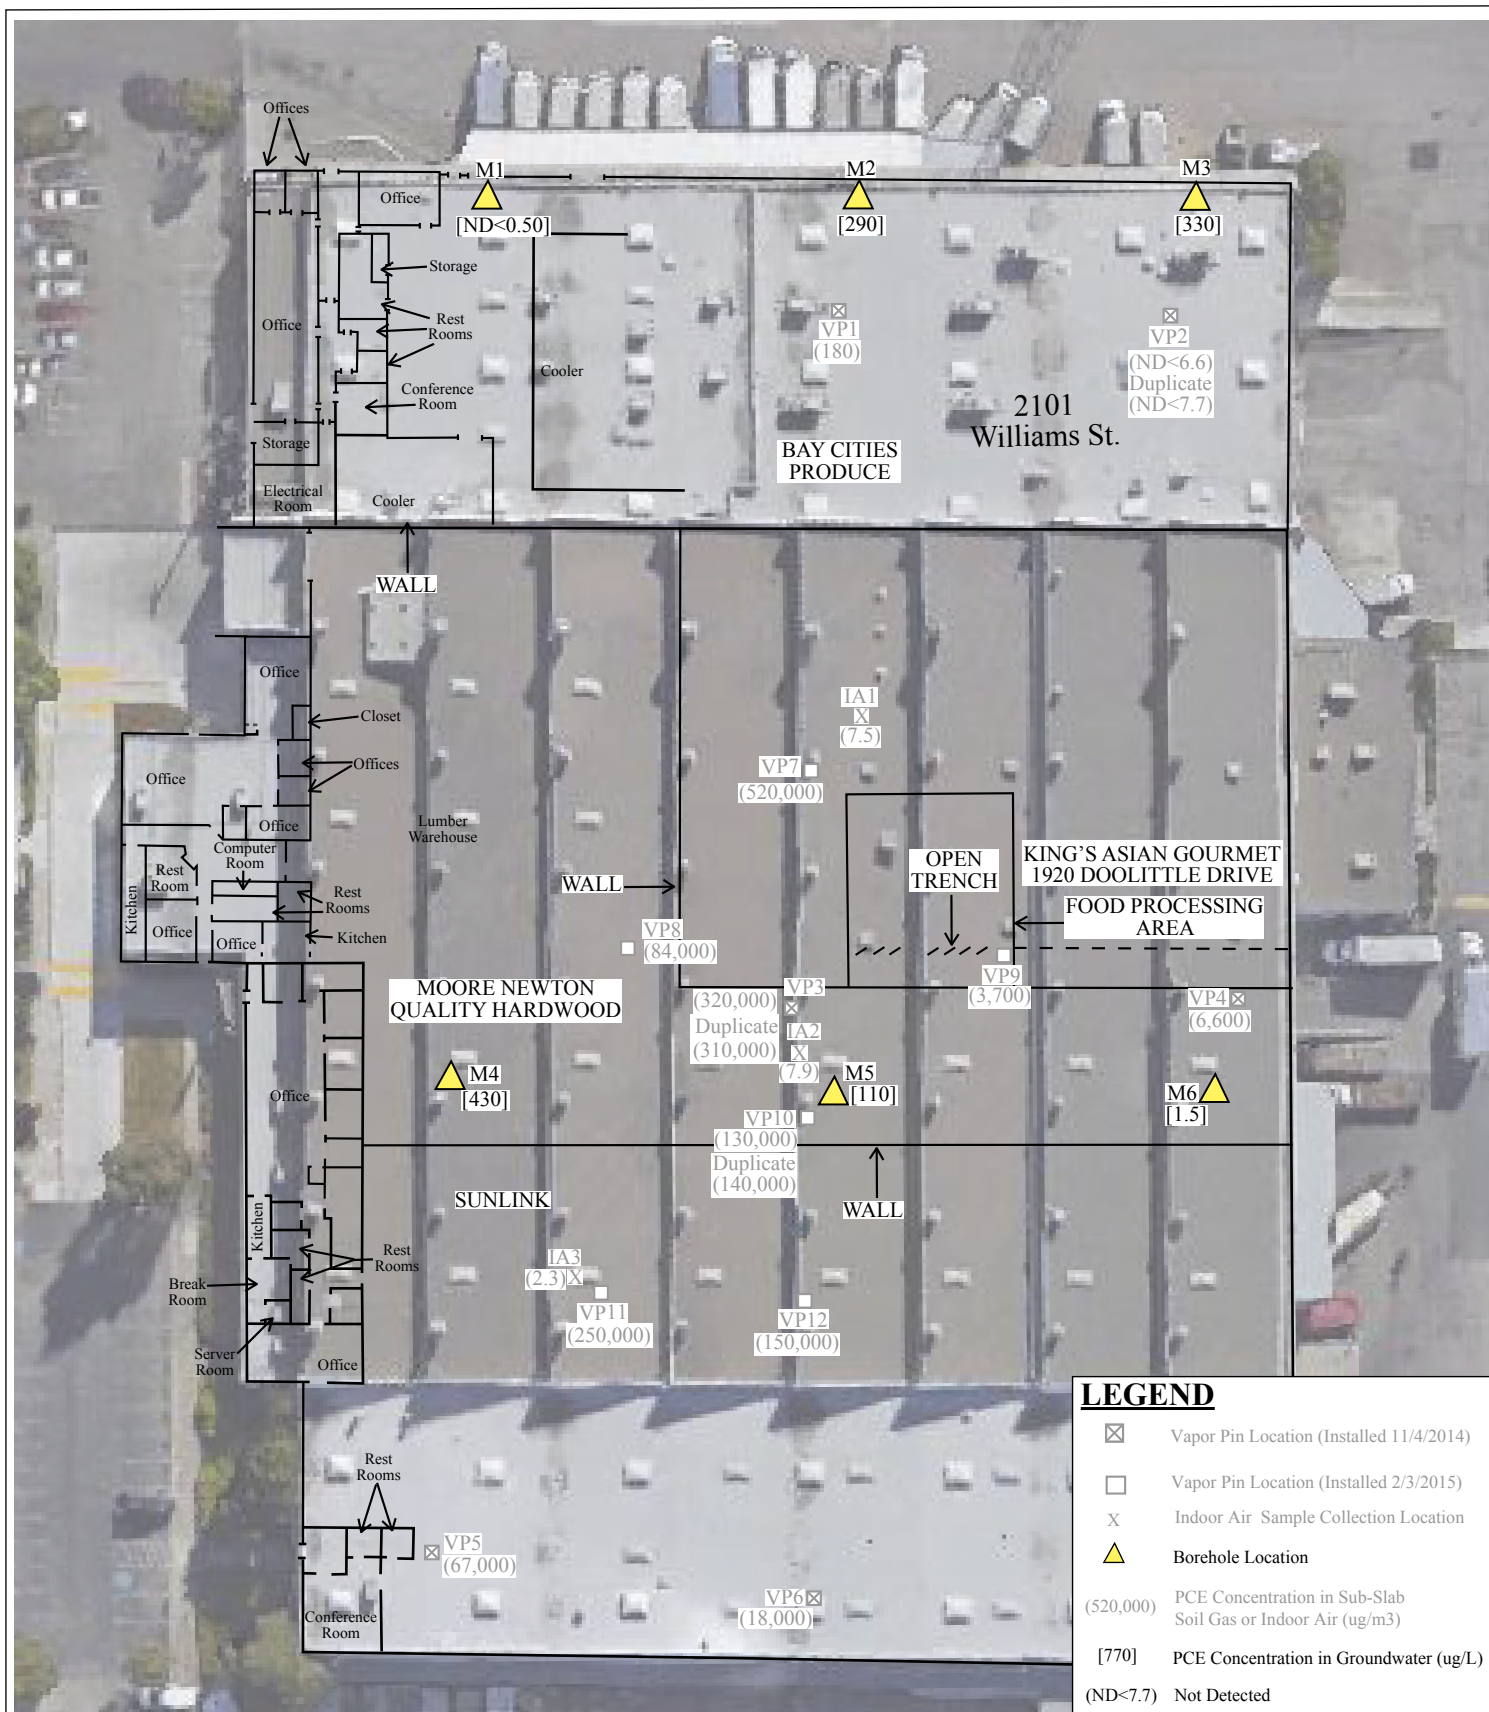 Offices
M1
M2
M3
Office
[ND<0.50]
[290]
[330]
Storage
Office
Rest
Rooms
VP1
(180)
VP2
(ND<6.6)
Duplicate
(ND<7.7)
Cooler
Conference
Room
2101
Williams St.
Storage
BAY CITIES
PRODUCE
Electrical
Room
Cooler
WALL
Office
IA1
X
(7.5)
Closet
Offices
VP7
(520,000)
Office
Office
Lumber
Warehouse
Computer
Room
OPEN
TRENCH
KING'S ASIAN GOURMET
1920 DOOLITTLE DRIVE
Rest
Room
WALL
Rest
Rooms
Kitchen
FOOD PROCESSING
AREA
Office
Office
Kitchen
VP8
(84,000)
VP9
(3,700)
MOORE NEWTON
QUALITY HARDWOOD
VP3
(320,000)
Duplicate
(310,000)
VP4
(6,600)
IA2
X
(7.9)
M4
[430]
M5
[110]
M6
[1.5]
Office
VP10
(130,000)
Duplicate
(140,000)
SUNLINK
WALL
Kitchen
Rest
Rooms
IA3
(2.3)
X
Break
Room
VP11
(250,000)
VP12
(150,000)
Server
Room
Office
Rest
Rooms
VP5
(67,000)
VP6
(18,000)
Conference
Room
LEGEND
Vapor Pin Location (Installed 11/4/2014)
Vapor Pin Location (Installed 2/3/2015)
X Indoor Air Sample Collection Location
Borehole Location
(520,000) PCE Concentration in Sub-Slab
Soil Gas or Indoor Air (ug/m3)
[770] PCE Concentration in Groundwater (ug/L)
(ND<7.7) Not Detected